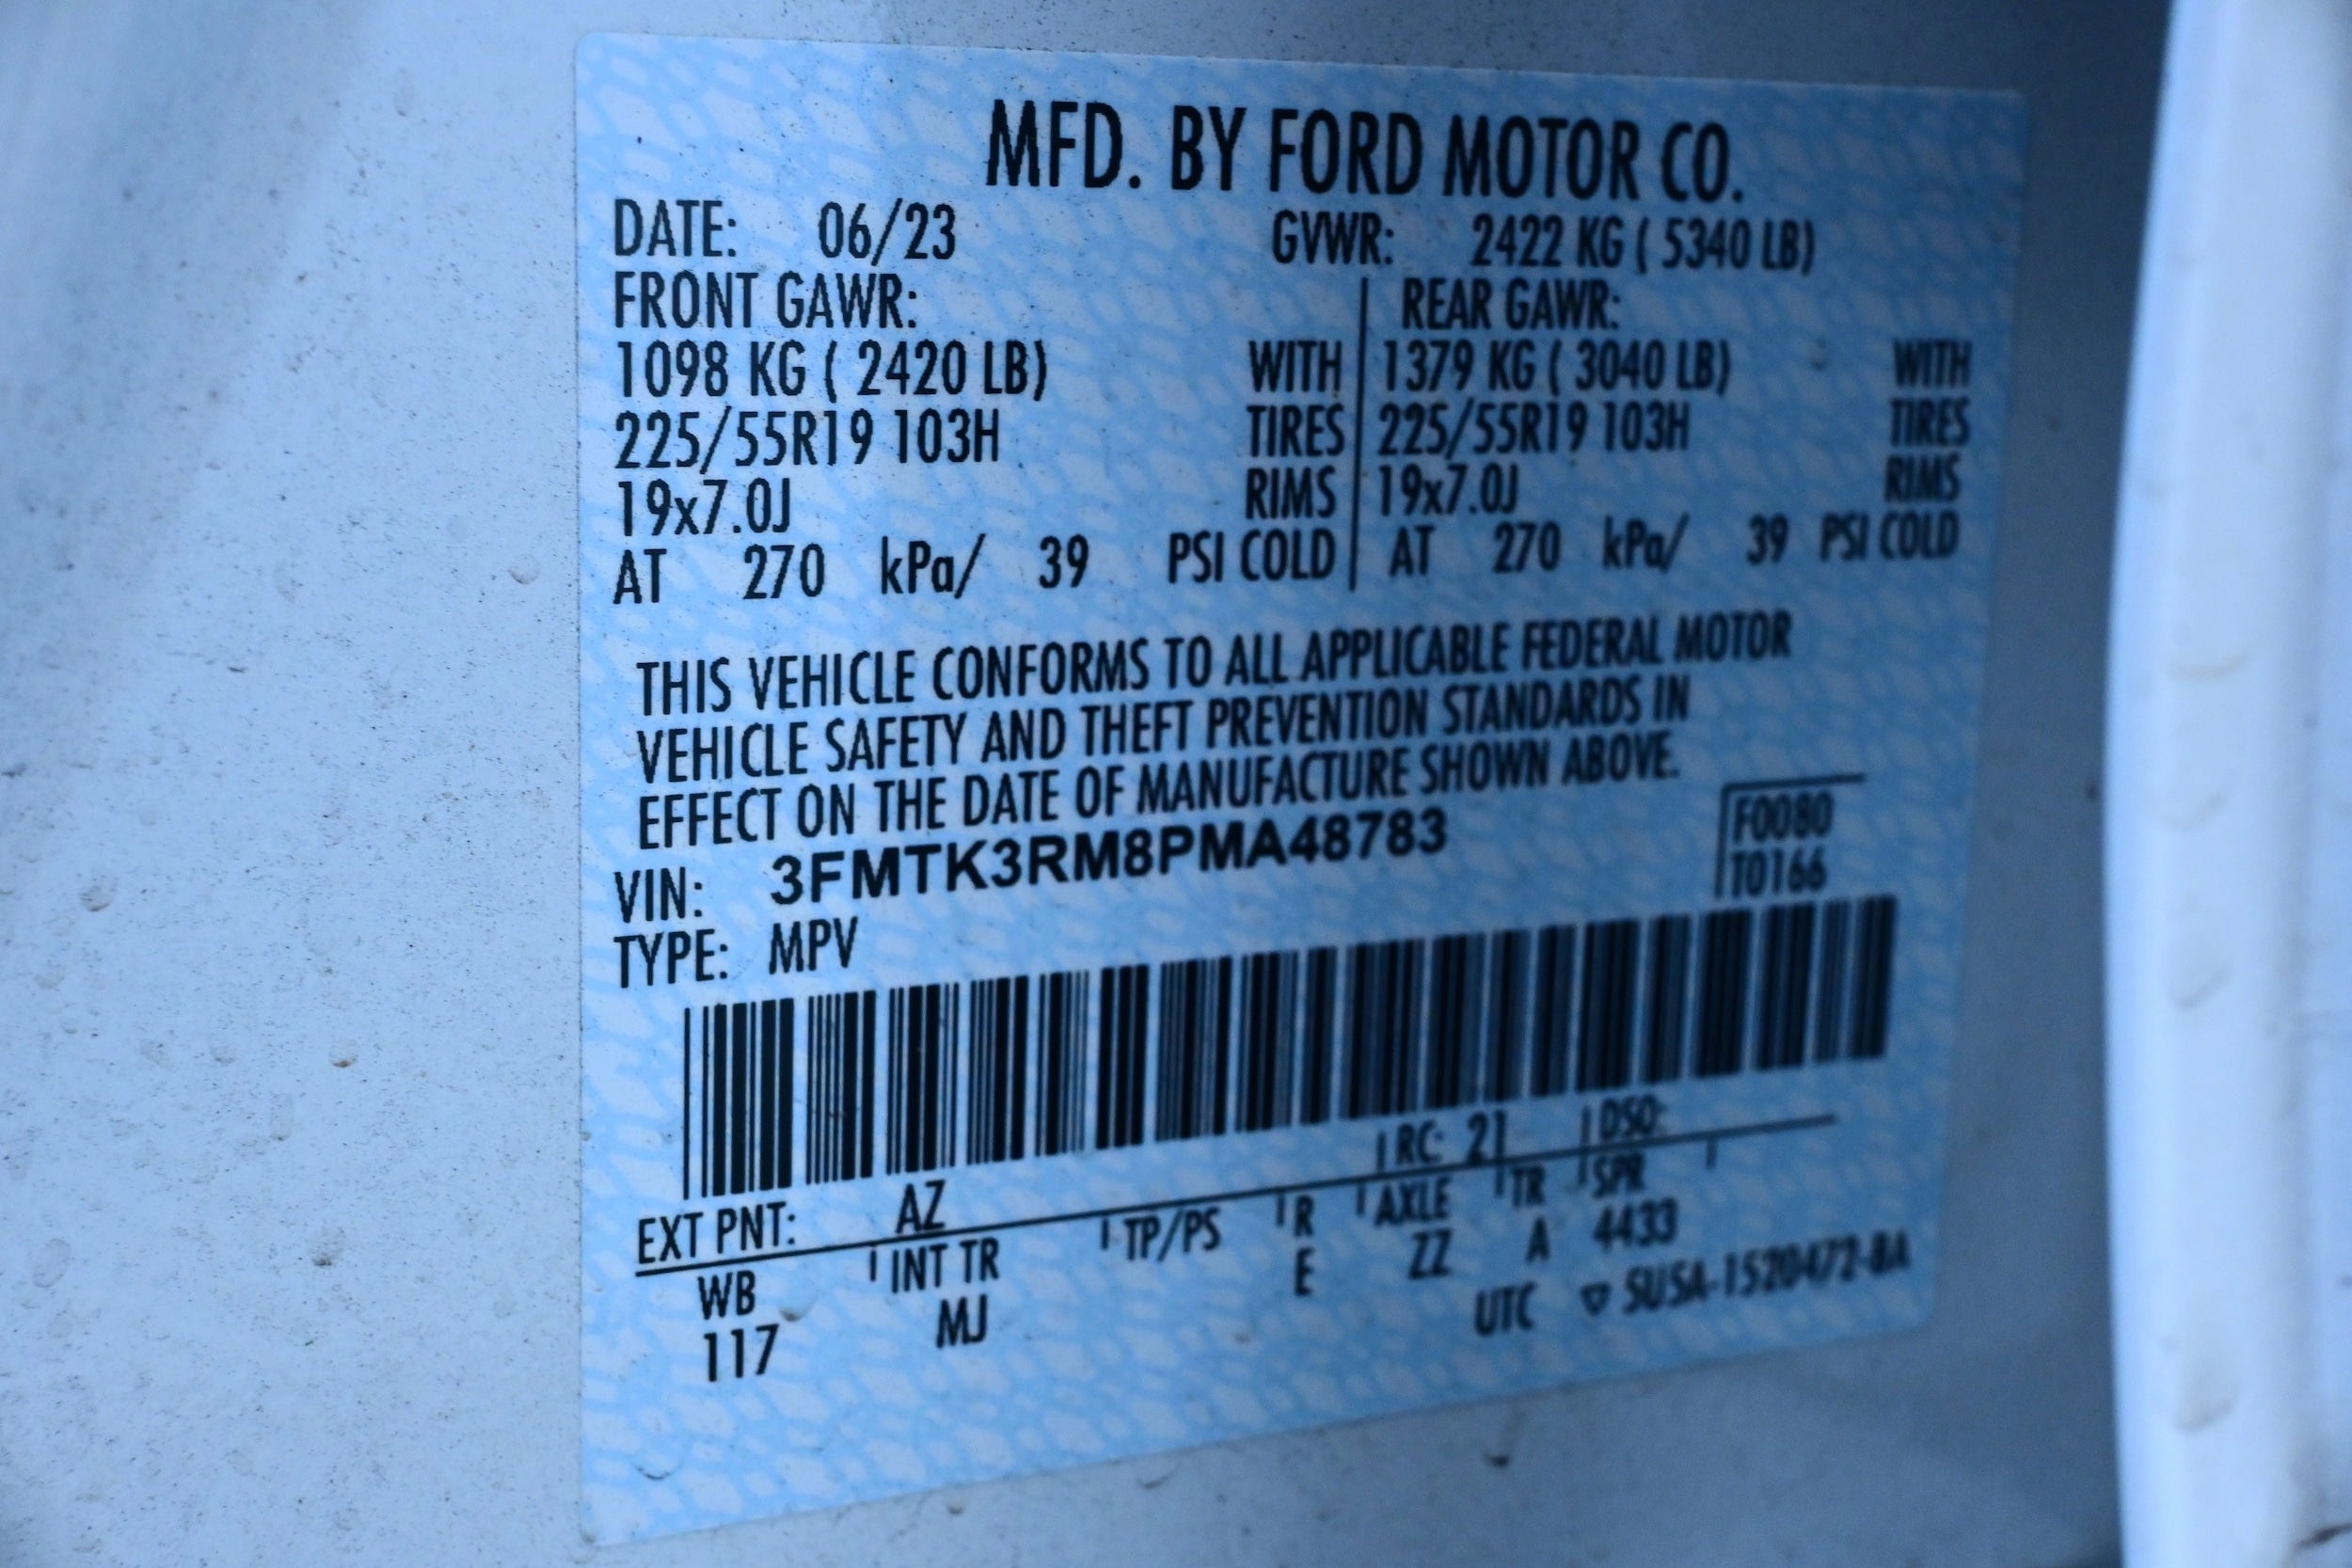 MFD. BY FORD MOTOR CO.
DATE: 06/23 GVWR: 2422 KG ( 5340 LB)
FRONT GAWR: REAR GAWR:
1098 KG ( 2420 LB) WITH 1379 KG ( 3040 LB) WITH
225/55R19 103H TIRES 225/55R19 103H TIRES
19x7.0J RIMS 19x7.0J RIMS
AT 270 kPa/ 39 PSI COLD AT 270 kPa/ 39 PSI COLD
THIS VEHICLE CONFORMS TO ALL APPLICABLE FEDERAL MOTOR
VEHICLE SAFETY AND THEFT PREVENTION STANDARDS IN
EFFECT ON THE DATE OF MANUFACTURE SHOWN ABOVE.
VIN: 3FMTK3RM8PMA48783
F0080
T0166
TYPE: MPV
EXT PNT: AZ RC: 21 DSO:
WB INT TR TP/PS R AXLE TR SPR
117 MJ E ZZ A 4433
UTC ▽ SUSA-1520472-BA